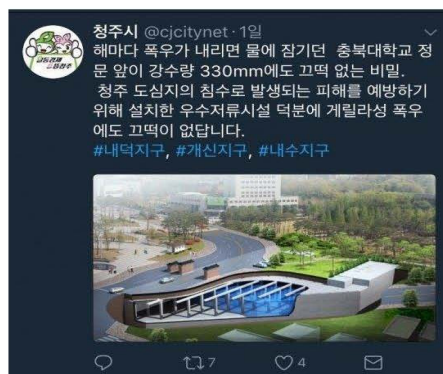 청주시 @cjcitynet · 1일
해마다 폭우가 내리면 물에 잠기던 충북대학교 정
문 앞이 강수량 330mm에도 끄떡 없는 비밀.
청주 도심지의 침수로 발생되는 피해를 예방하기
위해 설치한 우수저류시설 덕분에 게릴라성 폭우
에도 끄떡이 없답니다.
#내덕지구, #개신지구, #내수지구
7
4